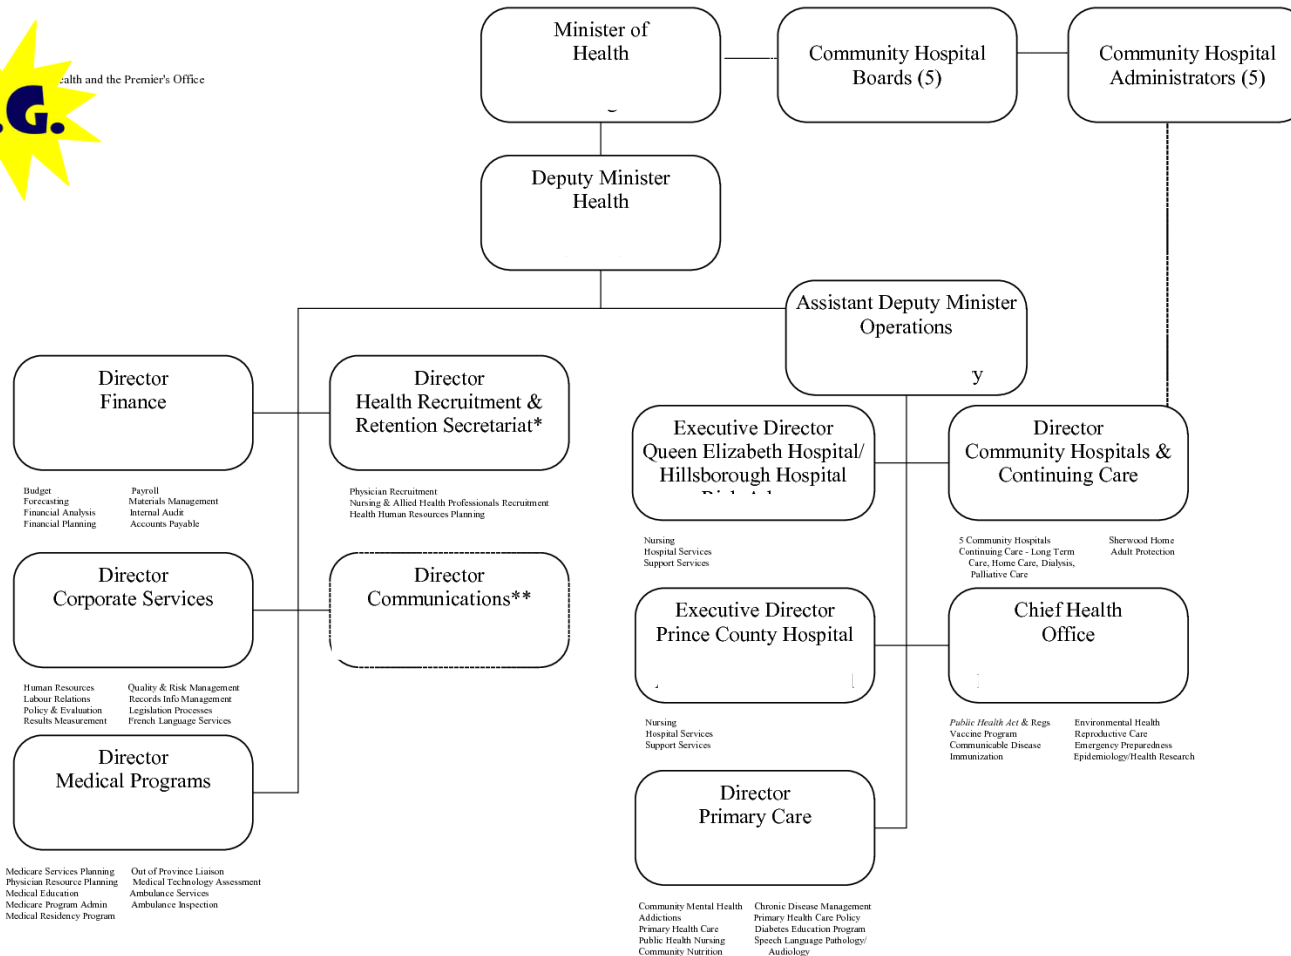 Minister of
Health
Community Hospital
Boards (5)
Community Hospital
Administrators (5)
and the Premier's Office
.G.
Deputy Minister
Health
Assistant Deputy Minister
Operations
y
Director
Finance
Director
Health Recruitment &
Retention Secretariat*
Executive Director
Queen Elizabeth Hospital/
Hillsborough Hospital
Director
Community Hospitals &
Continuing Care
Budget Payroll
Forecasting Materials Management
Financial Analysis Internal Audit
Financial Planning Accounts Payable
Physician Recruitment
Nursing & Allied Health Professionals Recruitment
Health Human Resources Planning
Nursing
Hospital Services
Support Services
5 Community Hospitals Sherwood Home
Continuing Care - Long Term Adult Protection
Care, Home Care, Dialysis,
Palliative Care
Director
Corporate Services
Director
Communications**
Executive Director
Prince County Hospital
Chief Health
Office
Human Resources Quality & Risk Management
Labour Relations Records Info Management
Policy & Evaluation Legislation Processes
Results Measurement French Language Services
Nursing
Hospital Services
Support Services
Public Health Act & Regs Environmental Health
Vaccine Program Reproductive Care
Communicable Disease Emergency Preparedness
Immunization Epidemiology/Health Research
Director
Medical Programs
Director
Primary Care
Medicare Services Planning Out of Province Liaison
Physician Resource Planning Medical Technology Assessment
Medical Education Ambulance Services
Medicare Program Admin Ambulance Inspection
Medical Residency Program
Community Mental Health Chronic Disease Management
Addictions Primary Health Care Policy
Primary Health Care Diabetes Education Program
Public Health Nursing Speech Language Pathology/
Community Nutrition Audiology